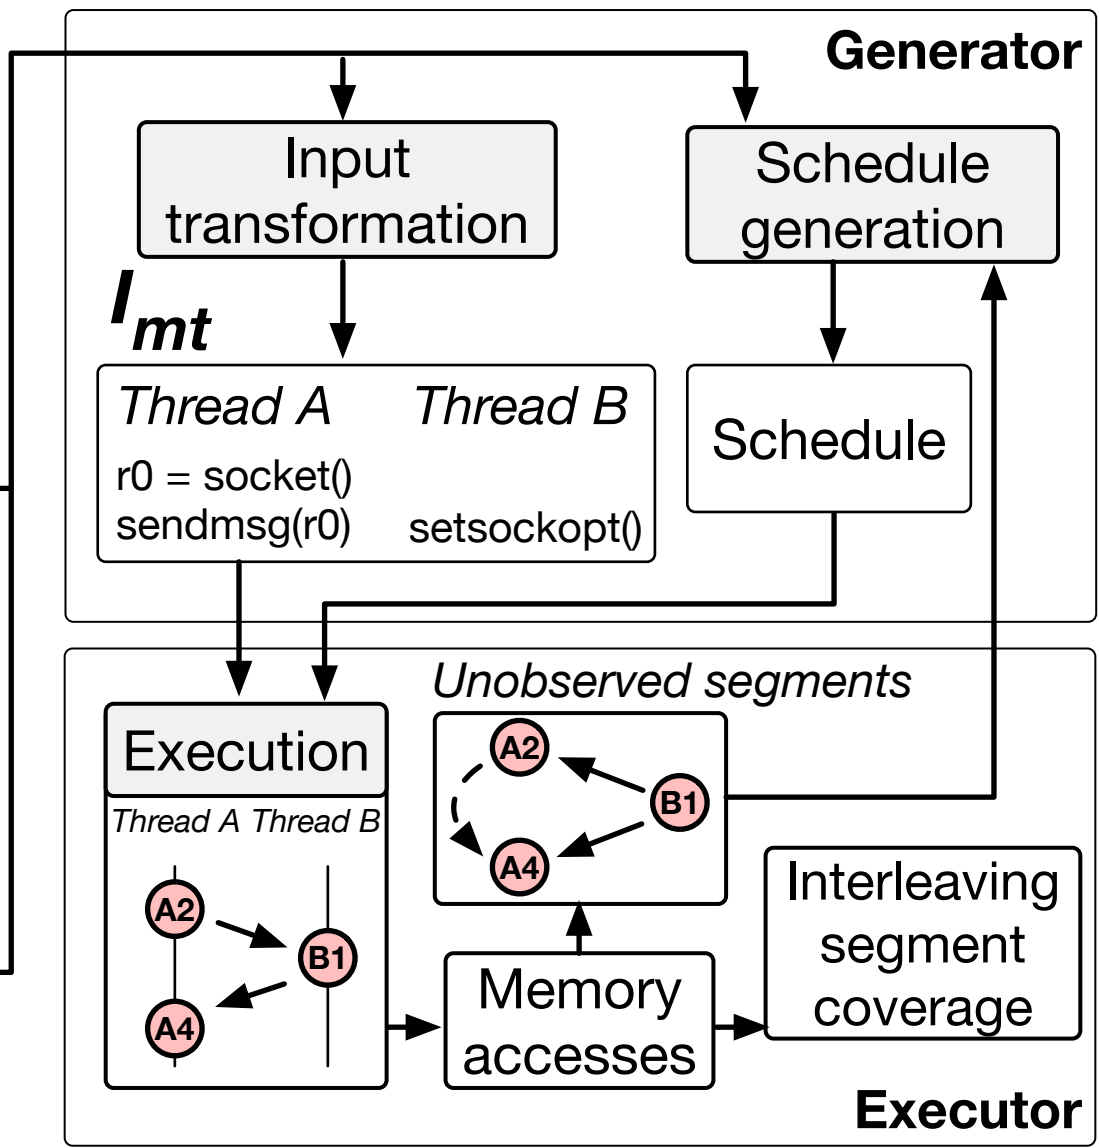 Generator
Input
transformation
Schedule
generation
I_mt
Thread A Thread B
r0 = socket()
sendmsg(r0) setsockopt()
Schedule
Unobserved segments
Execution
Thread A Thread B
A2
B1
A4
A2
B1
A4
Memory
accesses
Interleaving
segment
coverage
Executor